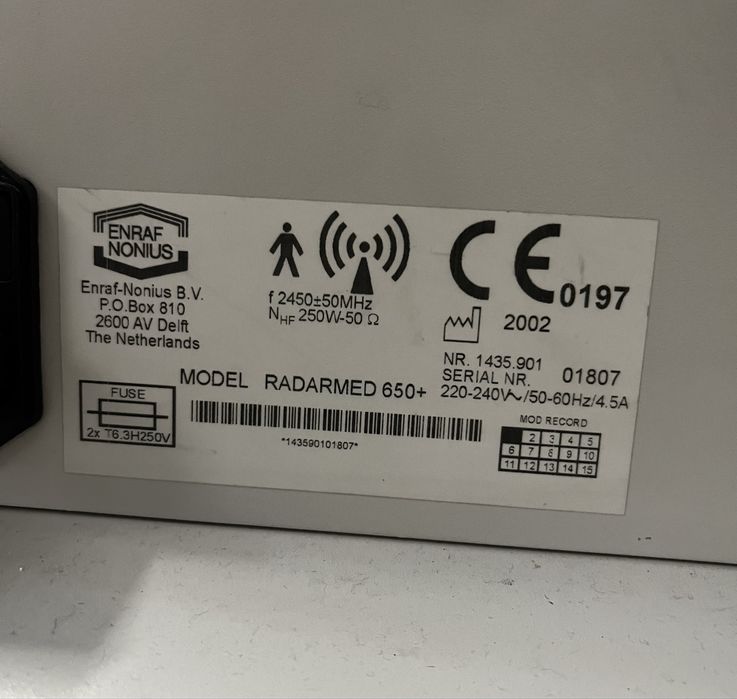 ENRAF
NONIUS
Enraf-Nonius B.V.
P.O.Box 810
2600 AV Delft
The Netherlands
f 2450±50MHz
NHF 250W-50 Ω
CE 0197
2002
NR. 1435.901
SERIAL NR. 01807
220-240V~/50-60Hz/4.5A
MODEL RADARMED 650+
FUSE
2x T6.3H250V
*143590101807*
MOD RECORD
2 3 4 5
6 7 8 9 10
11 12 13 14 15